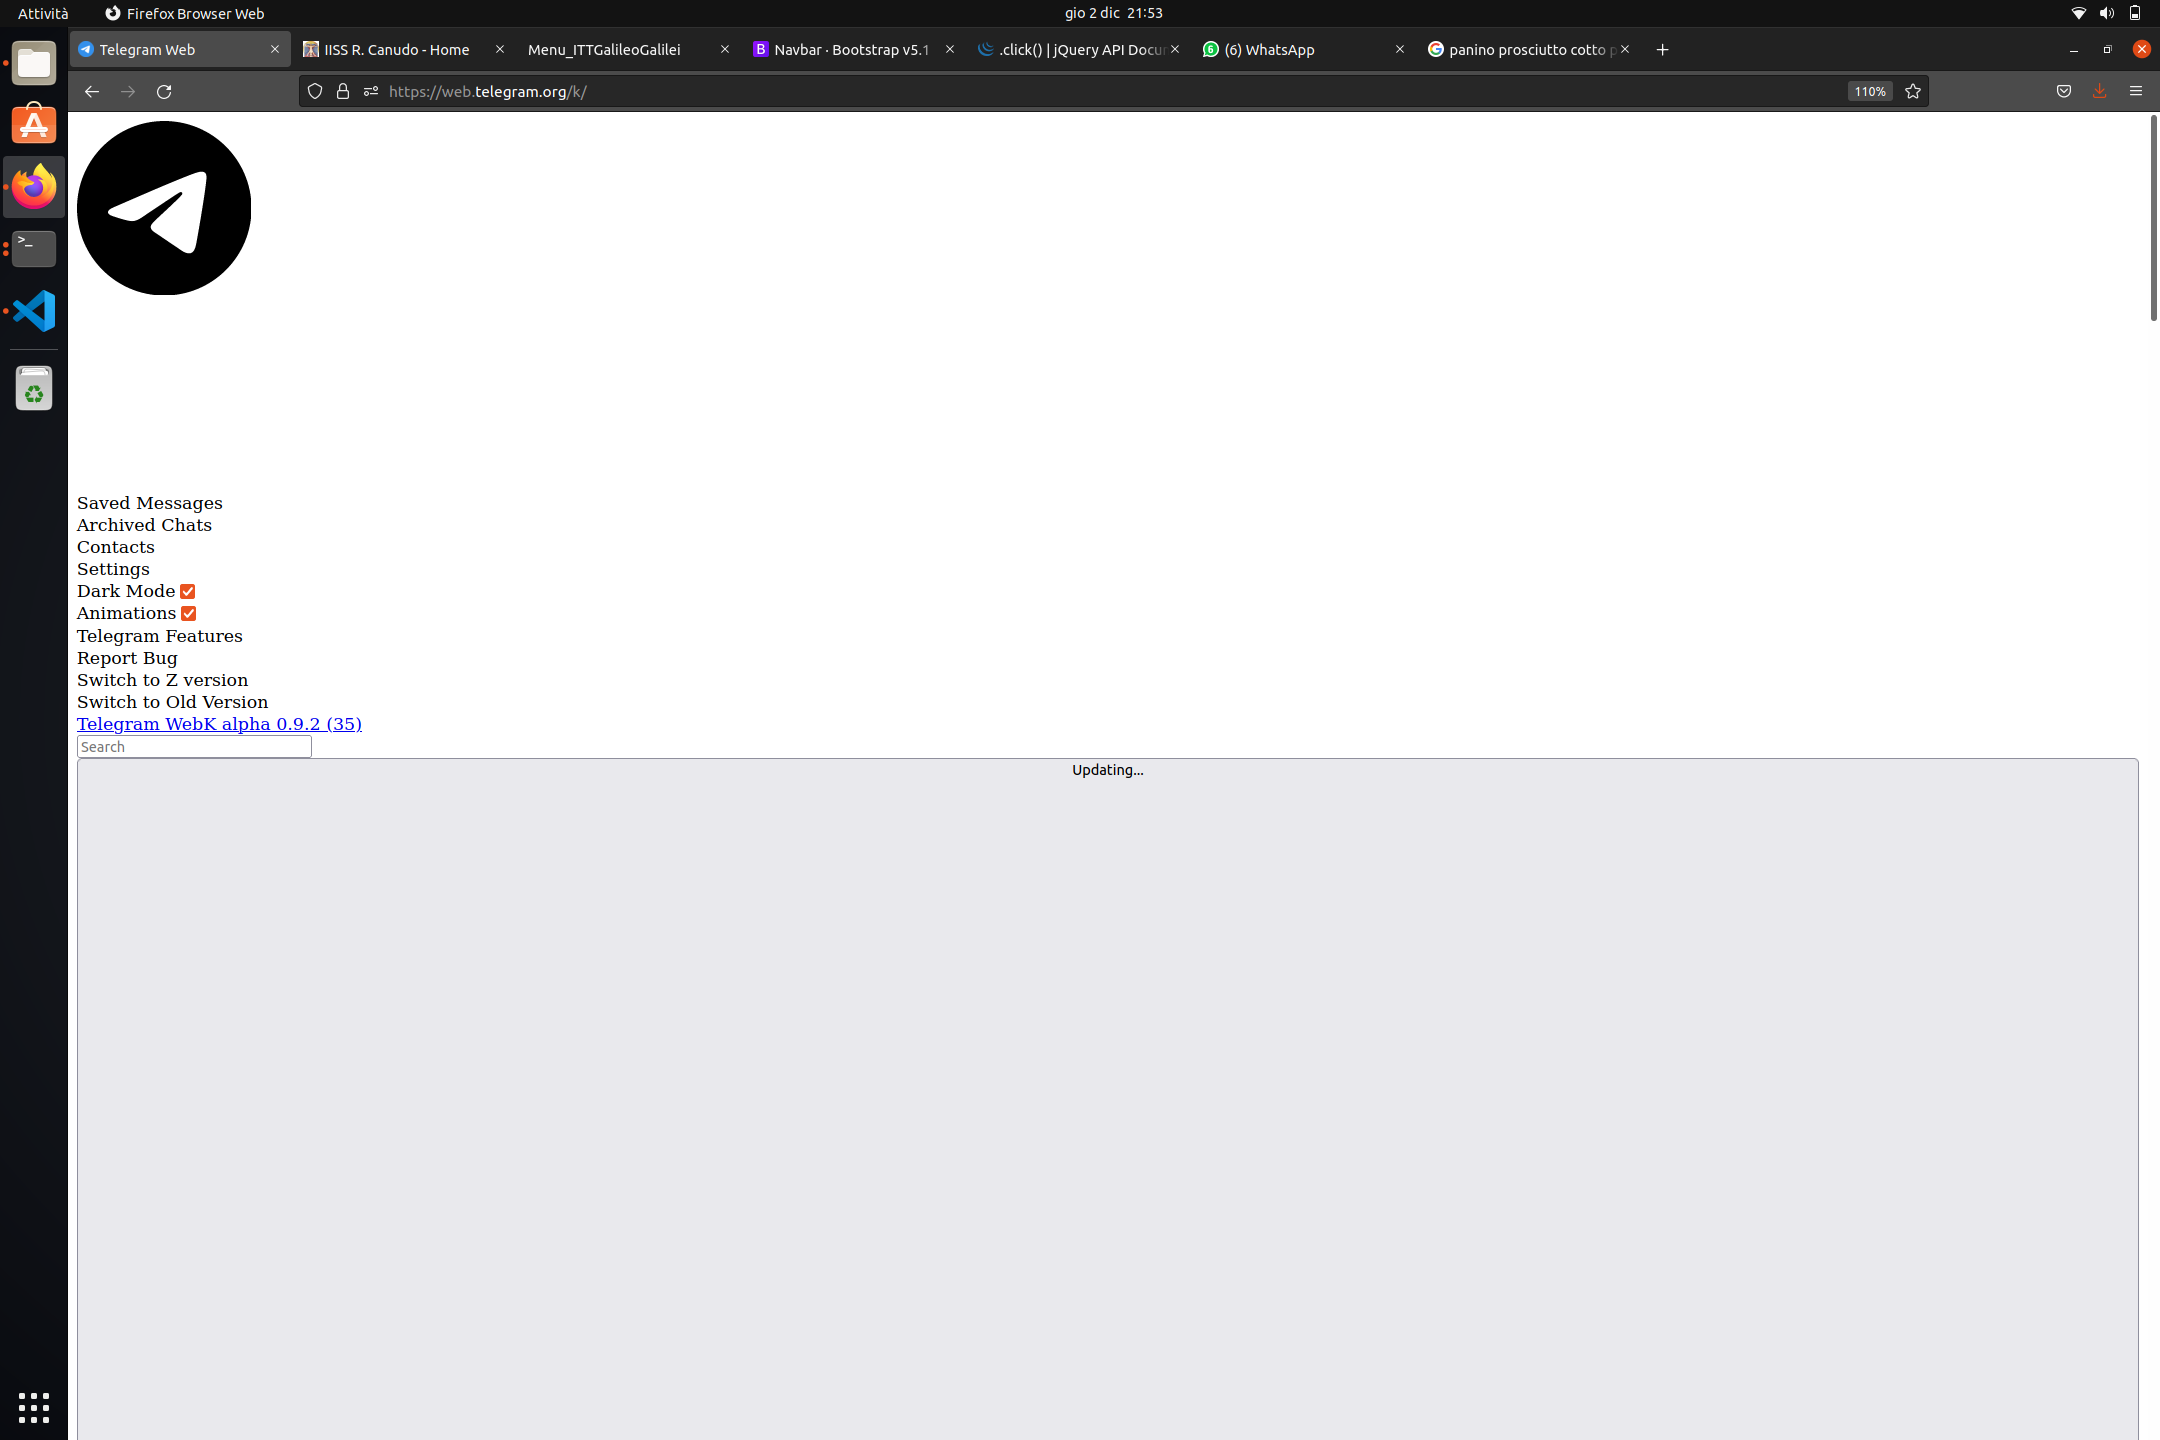 Attività Firefox Browser Web gio 2 dic 21:53
Telegram Web IISS R. Canudo - Home Menu_ITTGalileoGalilei Navbar · Bootstrap v5.1 .click() | jQuery API Docu (6) WhatsApp panino prosciutto cotto p
https://web.telegram.org/k/ 110%
Saved Messages
Archived Chats
Contacts
Settings
Dark Mode
Animations
Telegram Features
Report Bug
Switch to Z version
Switch to Old Version
Telegram WebK alpha 0.9.2 (35)
Search
Updating...